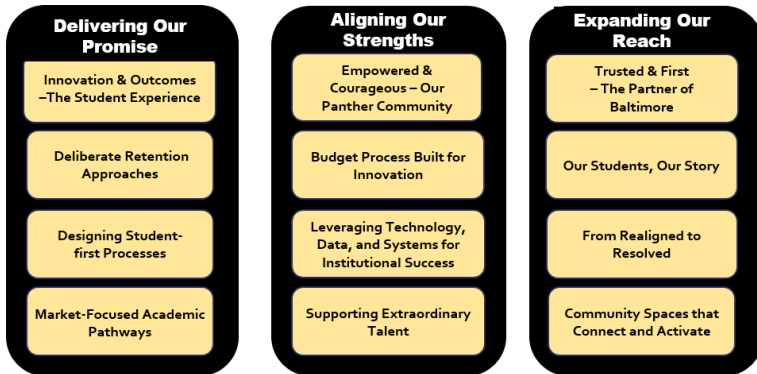 Delivering Our
Promise
Innovation & Outcomes
–The Student Experience
Deliberate Retention
Approaches
Designing Student-
first Processes
Market-Focused Academic
Pathways
Aligning Our
Strengths
Empowered &
Courageous – Our
Panther Community
Budget Process Built for
Innovation
Leveraging Technology,
Data, and Systems for
Institutional Success
Supporting Extraordinary
Talent
Expanding Our
Reach
Trusted & First
– The Partner of
Baltimore
Our Students, Our Story
From Realigned to
Resolved
Community Spaces that
Connect and Activate